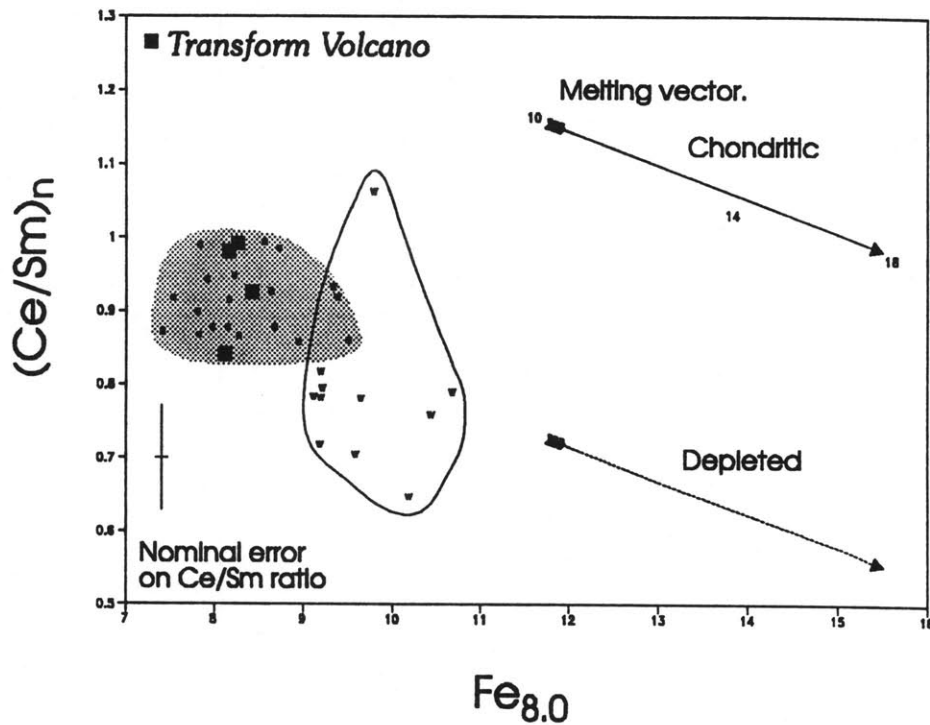 1.3
Transform Volcano
1.2
Melting vector.
10
1.1
Chondritic
14
18
1
0.9
0.8
0.7
0.6
0.5
(Ce/Sm)n
Depleted
Nominal error
on Ce/Sm ratio
7 8 9 10 11 12 13 14 15 16
Fe8.0